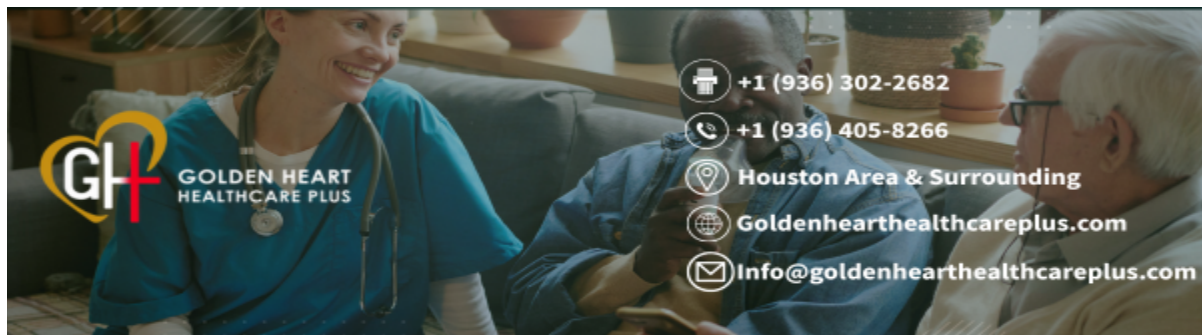 GH
GOLDEN HEART
HEALTHCARE PLUS
+1 (936) 302-2682
+1 (936) 405-8266
Houston Area & Surrounding
Goldenhearthealthcareplus.com
Info@goldenhearthealthcareplus.com